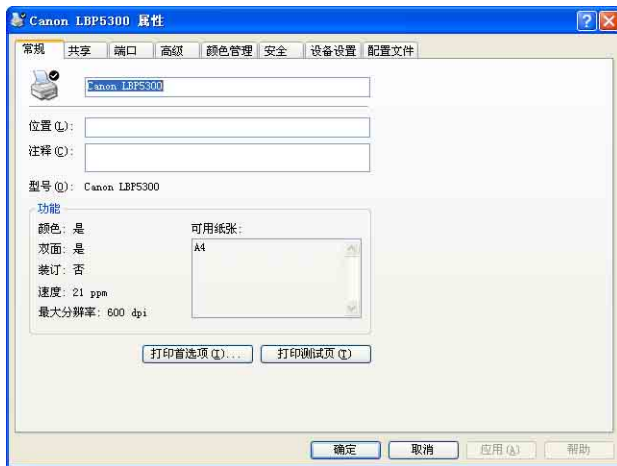 Canon LBP5300 属性
常规 共享 端口 高级 颜色管理 安全 设备设置 配置文件
Canon LBP5300
位置(L):
注释(C):
型号(O): Canon LBP5300
功能
颜色: 是 可用纸张:
双面: 是 A4
装订: 否
速度: 21 ppm
最大分辨率: 600 dpi
打印首选项(I)... 打印测试页(T)
确定 取消 应用(A) 帮助